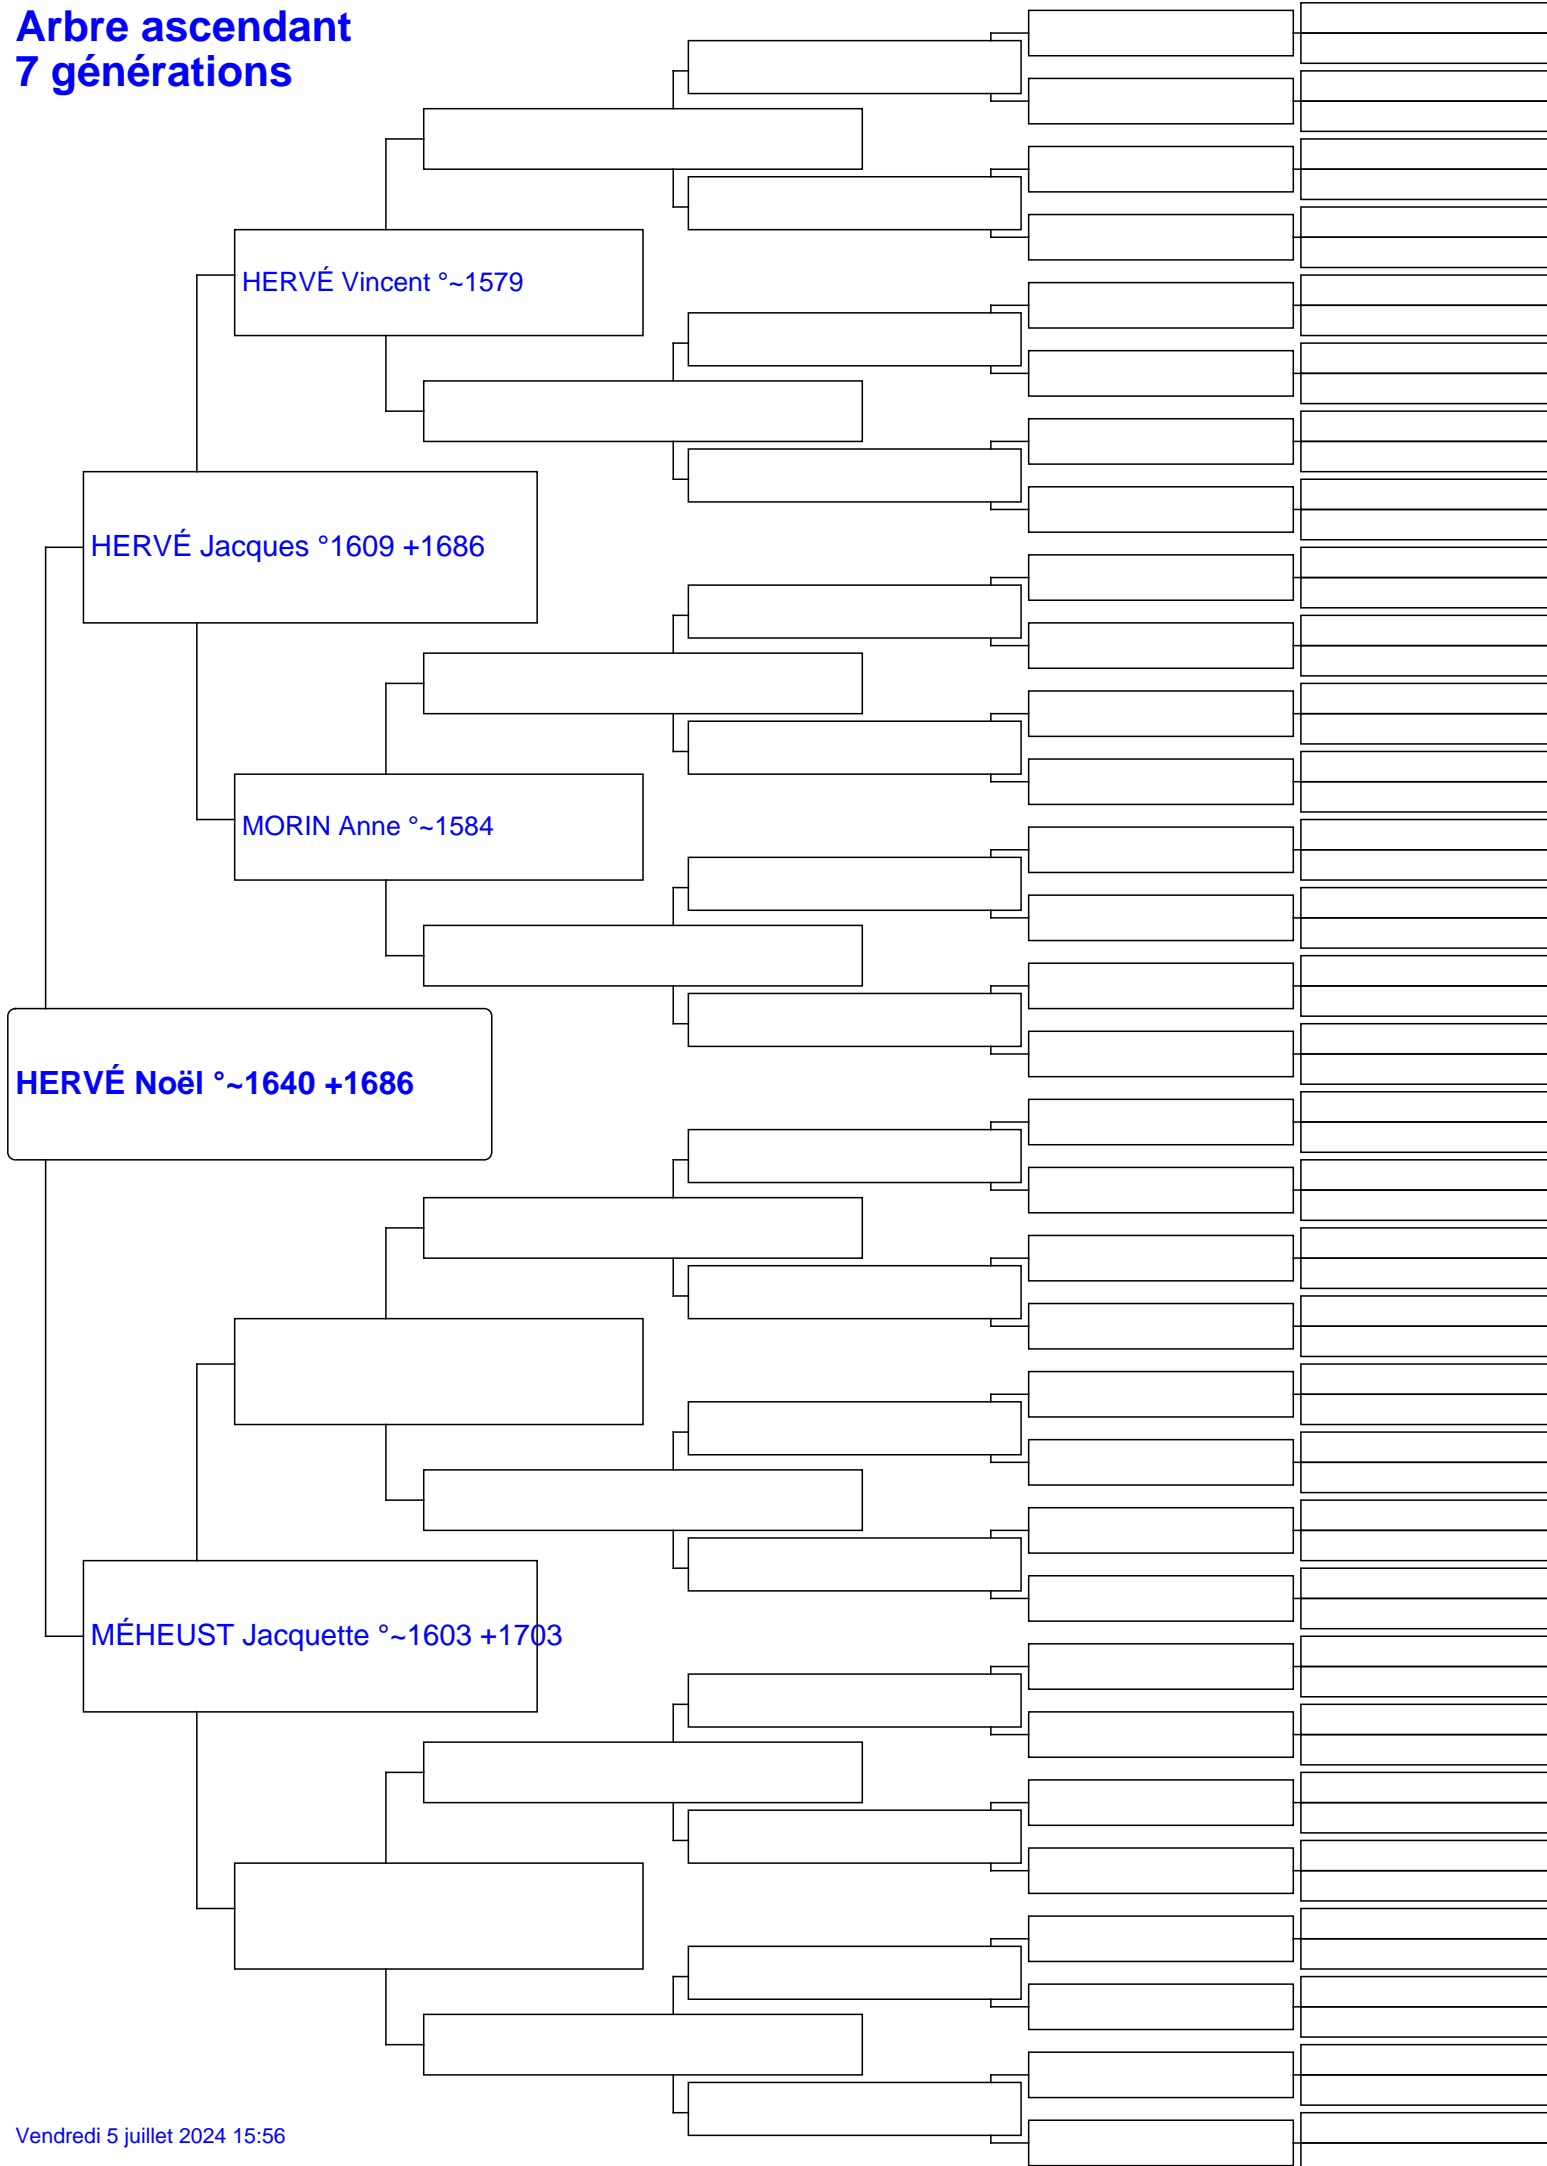 Arbre ascendant
7 générations
HERVÉ Vincent °~1579
HERVÉ Jacques °1609 +1686
MORIN Anne °~1584
HERVÉ Noël °~1640 +1686
MÉHEUST Jacquette °~1603 +1703
Vendredi 5 juillet 2024 15:56